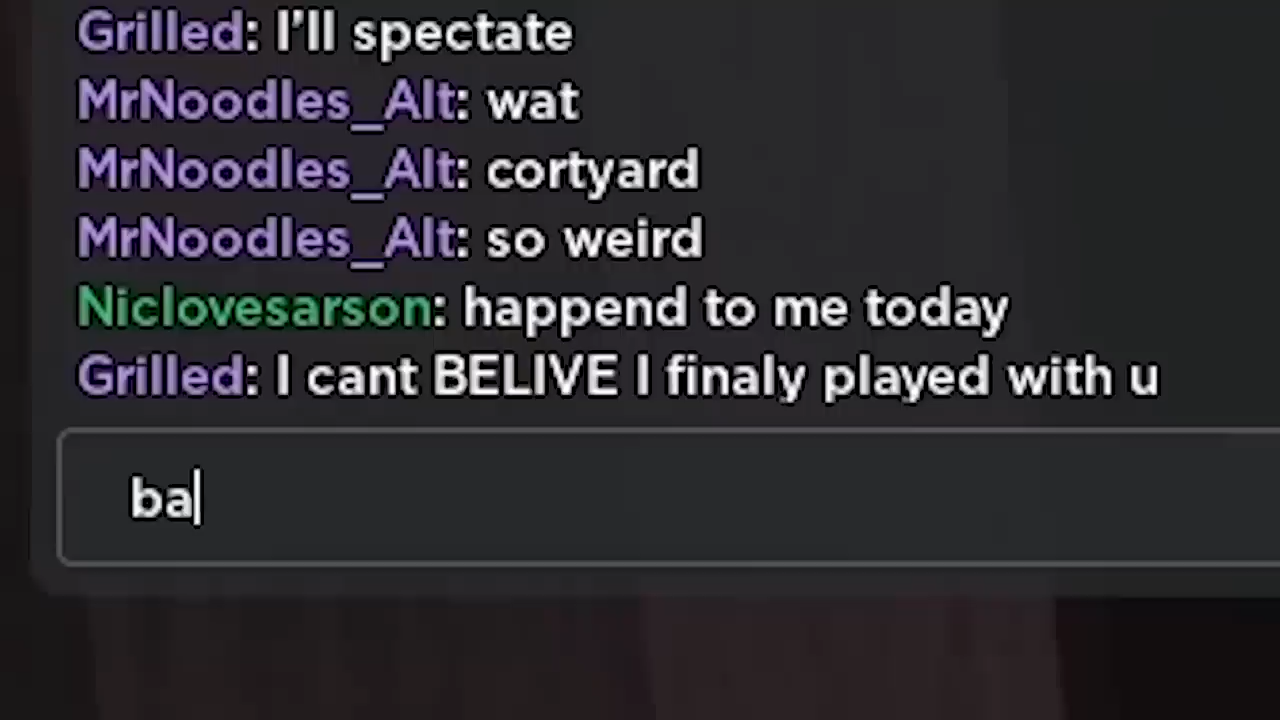 Grilled: I'll spectate
MrNoodles_Alt: wat
MrNoodles_Alt: cortyard
MrNoodles_Alt: so weird
Niclovesarson: happend to me today
Grilled: I cant BELIVE I finaly played with u
ba